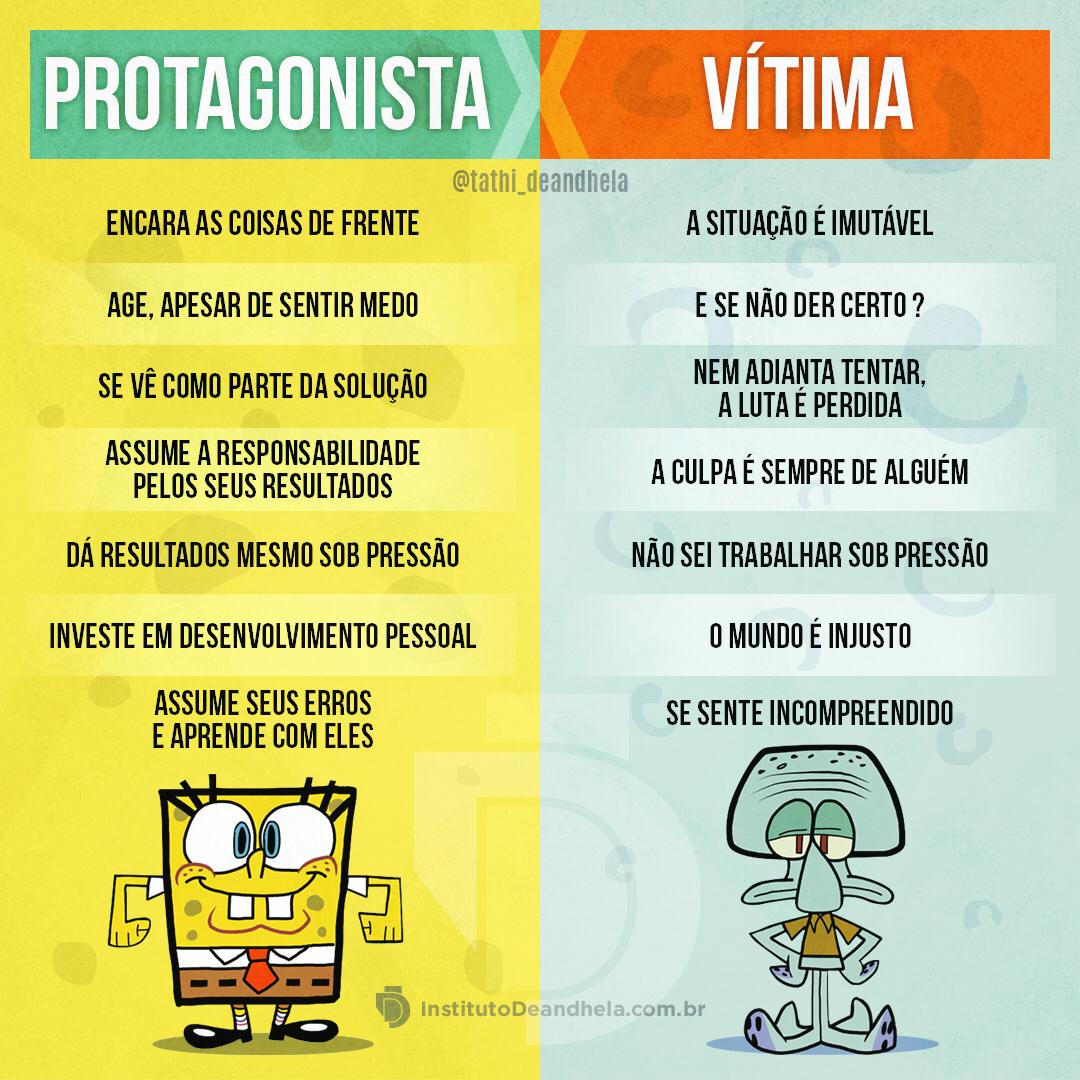 PROTAGONISTA
VÍTIMA
@tathi_deandhela
ENCARA AS COISAS DE FRENTE
A SITUAÇÃO É IMUTÁVEL
AGE, APESAR DE SENTIR MEDO
E SE NÃO DER CERTO ?
SE VÊ COMO PARTE DA SOLUÇÃO
NEM ADIANTA TENTAR,
A LUTA É PERDIDA
ASSUME A RESPONSABILIDADE
PELOS SEUS RESULTADOS
A CULPA É SEMPRE DE ALGUÉM
DÁ RESULTADOS MESMO SOB PRESSÃO
NÃO SEI TRABALHAR SOB PRESSÃO
INVESTE EM DESENVOLVIMENTO PESSOAL
O MUNDO É INJUSTO
ASSUME SEUS ERROS
E APRENDE COM ELES
SE SENTE INCOMPREENDIDO
InstitutoDeandhela.com.br